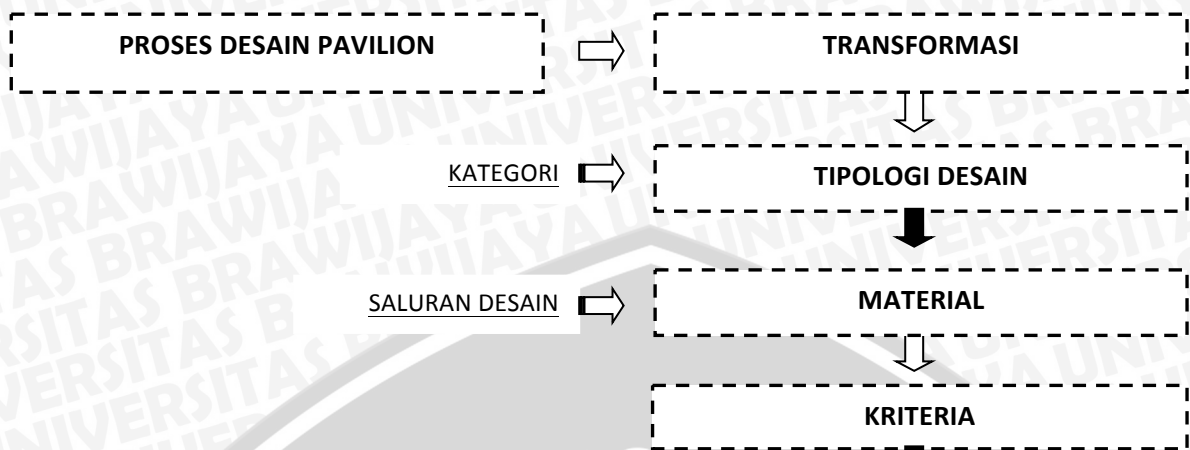 PROSES DESAIN PAVILION
TRANSFORMASI
KATEGORI
TIPOLOGI DESAIN
SALURAN DESAIN
MATERIAL
KRITERIA